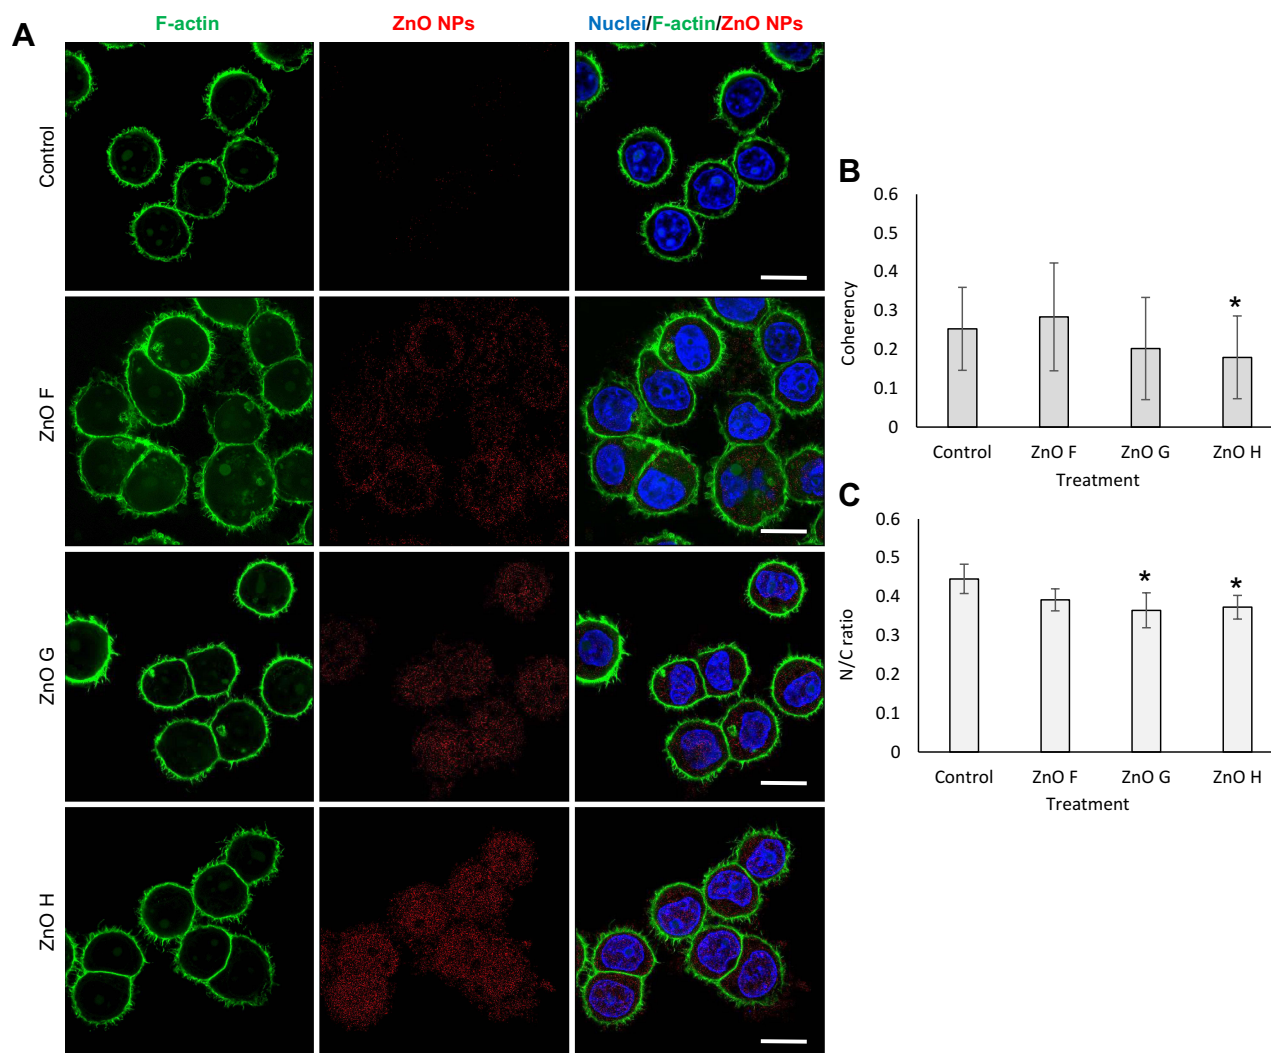 A
F-actin
ZnO NPs
Nuclei/F-actin/ZnO NPs
Control
ZnO F
ZnO G
ZnO H
B
0.6
0.5
0.4
0.3
0.2
0.1
0
Coherency
*
Control
ZnO F
ZnO G
ZnO H
Treatment
C
0.6
0.5
0.4
0.3
0.2
0.1
0
N/C ratio
*
*
Control
ZnO F
ZnO G
ZnO H
Treatment